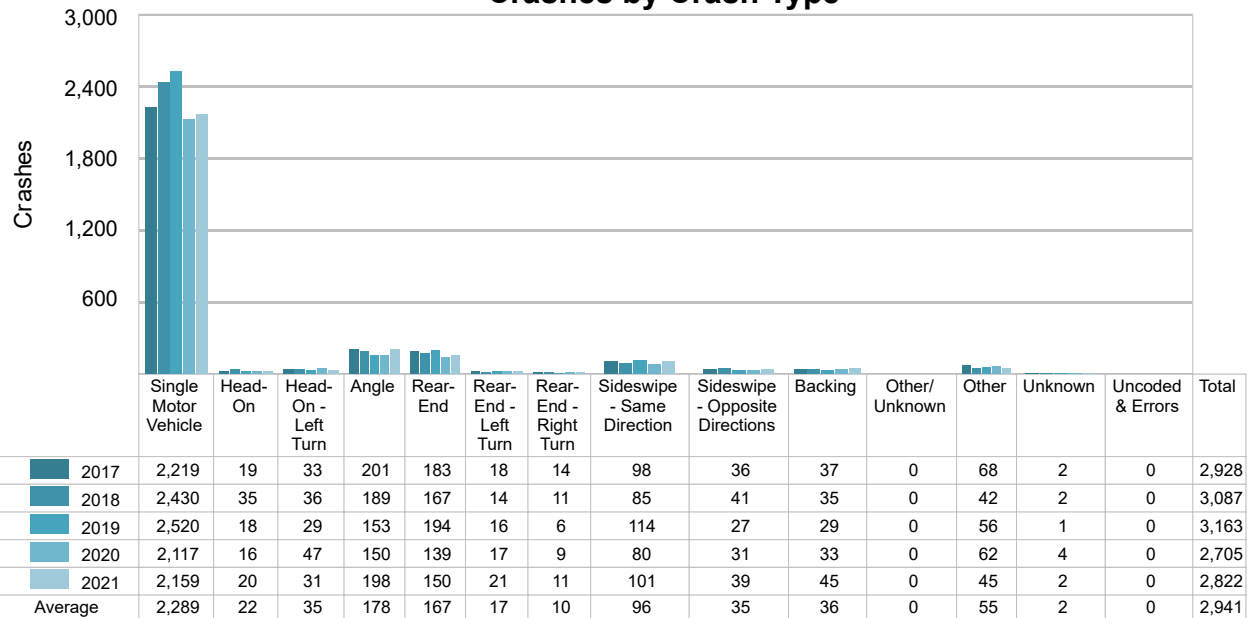 Crashes by Crash Type
3,000
2,400
1,800
1,200
600
Crashes
Single Motor Vehicle Head-On Head-On - Left Turn Angle Rear-End Rear-End - Left Turn Rear-End - Right Turn Sideswipe - Same Direction Sideswipe - Opposite Directions Backing Other/Unknown Other Unknown Uncoded & Errors Total
2017 2,219 19 33 201 183 18 14 98 36 37 0 68 2 0 2,928
2018 2,430 35 36 189 167 14 11 85 41 35 0 42 2 0 3,087
2019 2,520 18 29 153 194 16 6 114 27 29 0 56 1 0 3,163
2020 2,117 16 47 150 139 17 9 80 31 33 0 62 4 0 2,705
2021 2,159 20 31 198 150 21 11 101 39 45 0 45 2 0 2,822
Average 2,289 22 35 178 167 17 10 96 35 36 0 55 2 0 2,941